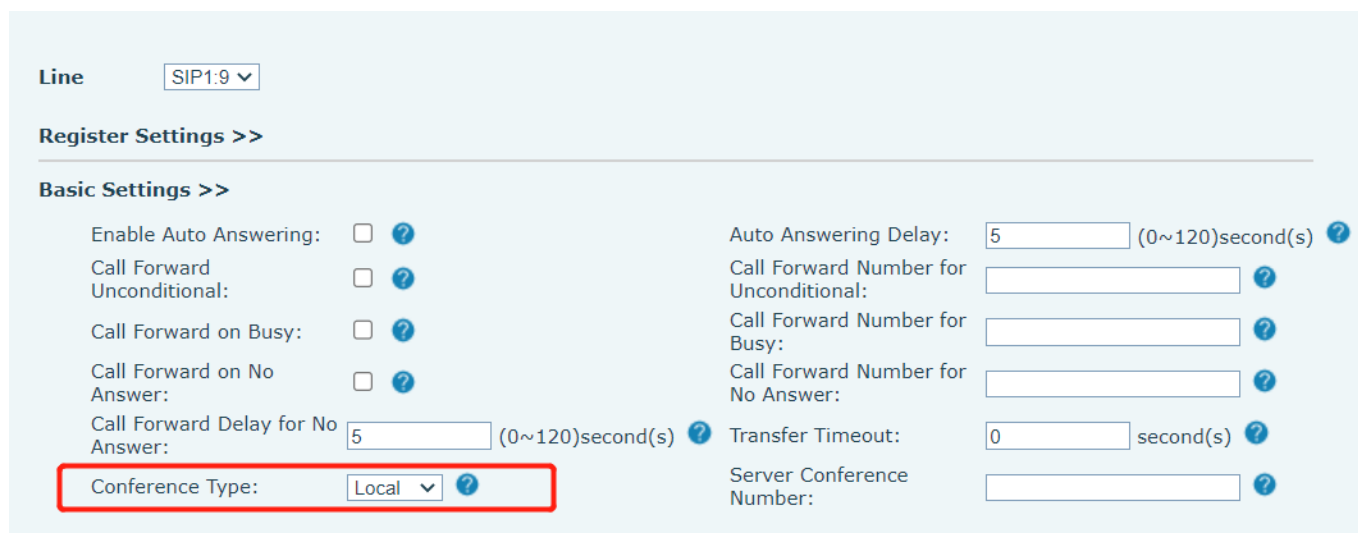 Line SIP1:9
Register Settings >>
Basic Settings >>
Enable Auto Answering: ? Auto Answering Delay: 5 (0~120)second(s) ?
Call Forward
Unconditional: ? Call Forward Number for
Unconditional: ?
Call Forward on Busy: ? Call Forward Number for
Busy: ?
Call Forward on No
Answer: ? Call Forward Number for
No Answer: ?
Call Forward Delay for No
Answer: 5 (0~120)second(s) ? Transfer Timeout: 0 second(s) ?
Conference Type: Local ? Server Conference
Number: ?